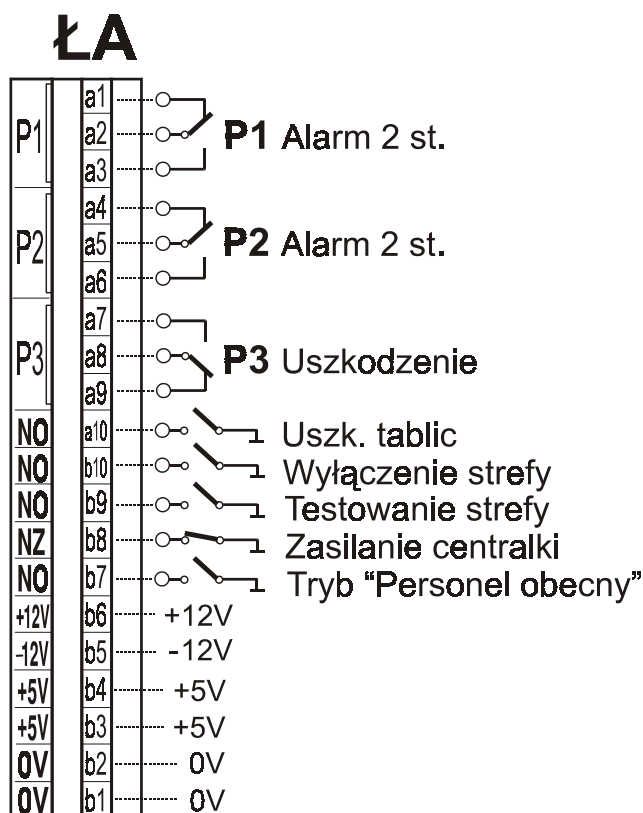 ŁA
P1 a1
a2 P1 Alarm 2 st.
a3
P2 a4
a5 P2 Alarm 2 st.
a6
P3 a7
a8 P3 Uszkodzenie
a9
NO a10 Uszk. tablic
NO b10 Wyłączenie strefy
NO b9 Testowanie strefy
NZ b8 Zasilanie centralki
NO b7 Tryb “Personel obecny”
+12V b6 +12V
-12V b5 -12V
+5V b4 +5V
+5V b3 +5V
0V b2 0V
0V b1 0V